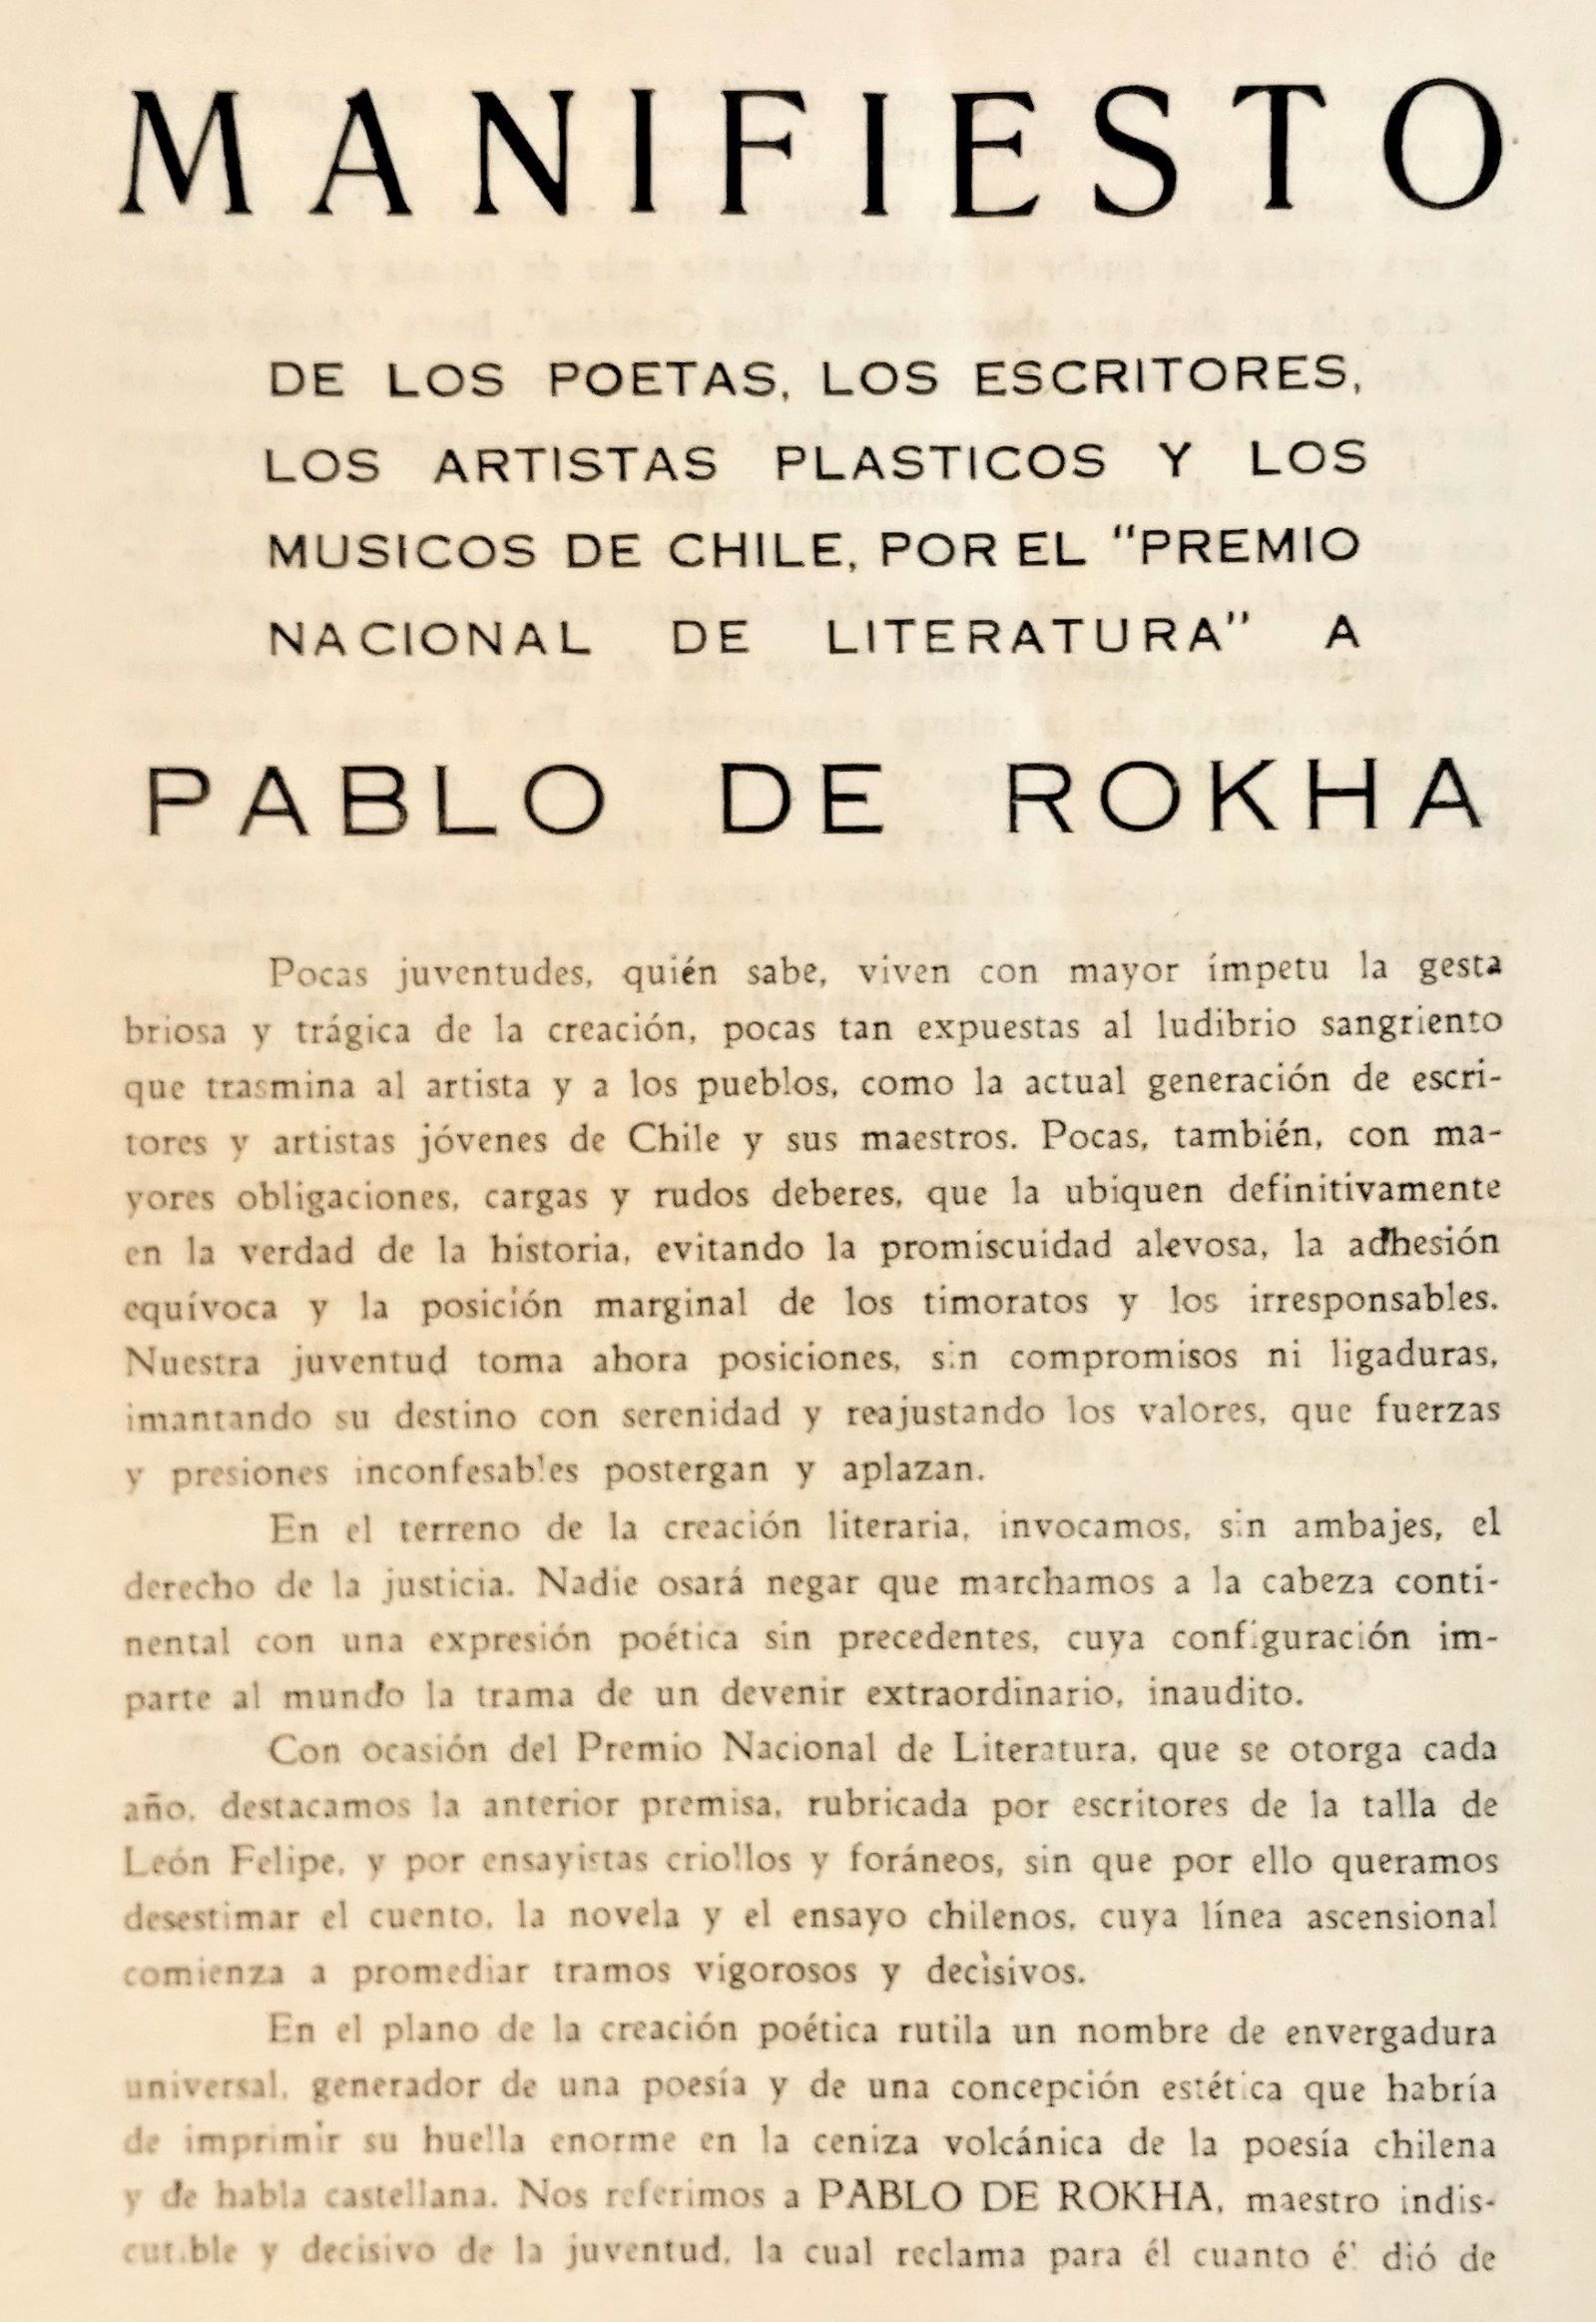 MANIFIESTO
DE LOS POETAS, LOS ESCRITORES,
LOS ARTISTAS PLASTICOS Y LOS
MUSICOS DE CHILE, POR EL "PREMIO
NACIONAL DE LITERATURA" A
PABLO DE ROKHA
Pocas juventudes, quién sabe, viven con mayor ímpetu la gesta
briosa y trágica de la creación, pocas tan expuestas al ludibrio sangriento
que trasmina al artista y a los pueblos, como la actual generación de escri-
tores y artistas jóvenes de Chile y sus maestros. Pocas, también, con ma-
yores obligaciones, cargas y rudos deberes, que la ubiquen definitivamente
en la verdad de la historia, evitando la promiscuidad alevosa, la adhesión
equívoca y la posición marginal de los timoratos y los irresponsables.
Nuestra juventud toma ahora posiciones, sin compromisos ni ligaduras,
imantando su destino con serenidad y reajustando los valores, que fuerzas
y presiones inconfesables postergan y aplazan.
En el terreno de la creación literaria, invocamos, sin ambajes, el
derecho de la justicia. Nadie osará negar que marchamos a la cabeza conti-
nental con una expresión poética sin precedentes, cuya configuración im-
parte al mundo la trama de un devenir extraordinario, inaudito.
Con ocasión del Premio Nacional de Literatura, que se otorga cada
año, destacamos la anterior premisa, rubricada por escritores de la talla de
León Felipe, y por ensayistas criollos y foráneos, sin que por ello queramos
desestimar el cuento, la novela y el ensayo chilenos, cuya línea ascensional
comienza a promediar tramos vigorosos y decisivos.
En el plano de la creación poética rutila un nombre de envergadura
universal, generador de una poesía y de una concepción estética que habría
de imprimir su huella enorme en la ceniza volcánica de la poesía chilena
y de habla castellana. Nos referimos a PABLO DE ROKHA, maestro indis-
cutible y decisivo de la juventud, la cual reclama para él cuanto él dió de